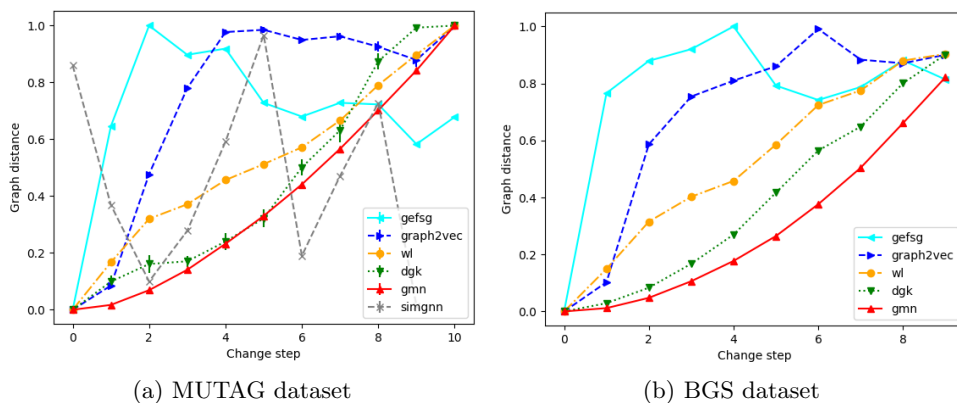 1.0
0.8
0.6
0.4
0.2
0.0
Graph distance
gefsg
graph2vec
wl
dgk
gmn
simgnn
0 2 4 6 8 10
Change step
(a) MUTAG dataset
1.0
0.8
0.6
0.4
0.2
0.0
Graph distance
gefsg
graph2vec
wl
dgk
gmn
0 2 4 6 8
Change step
(b) BGS dataset